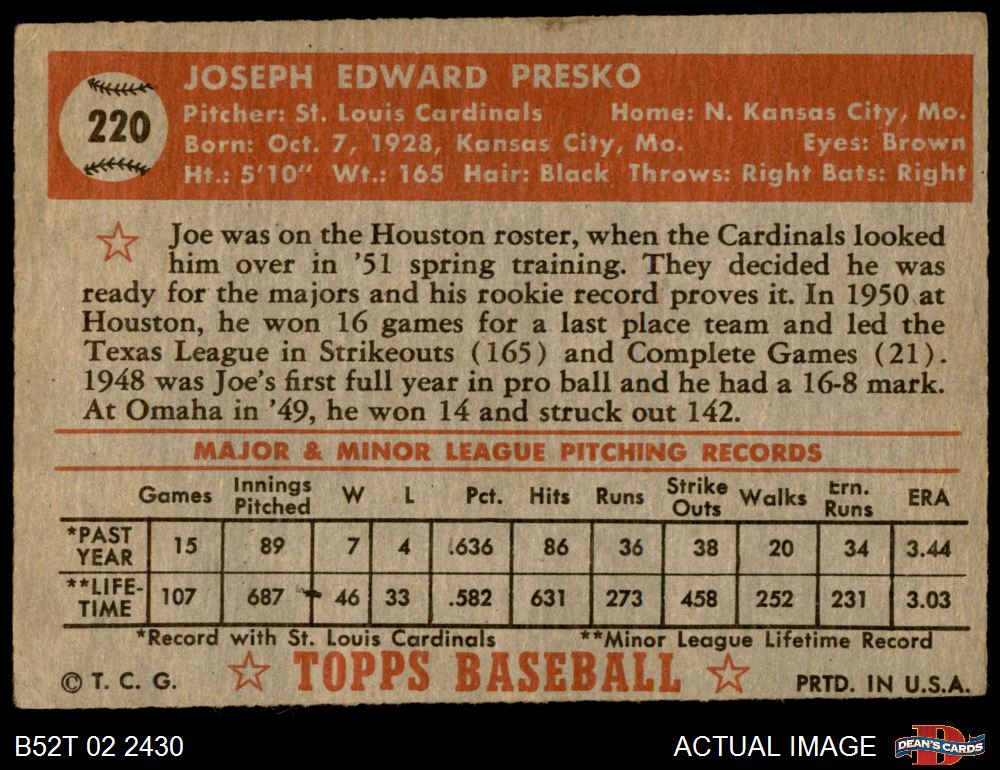 220
JOSEPH EDWARD PRESKO
Pitcher: St. Louis Cardinals Home: N. Kansas City, Mo.
Born: Oct. 7, 1928, Kansas City, Mo. Eyes: Brown
Ht.: 5'10" Wt.: 165 Hair: Black Throws: Right Bats: Right
Joe was on the Houston roster, when the Cardinals looked
him over in '51 spring training. They decided he was
ready for the majors and his rookie record proves it. In 1950 at
Houston, he won 16 games for a last place team and led the
Texas League in Strikeouts (165) and Complete Games (21).
1948 was Joe's first full year in pro ball and he had a 16-8 mark.
At Omaha in '49, he won 14 and struck out 142.
MAJOR & MINOR LEAGUE PITCHING RECORDS
Games Innings Pitched W L Pct. Hits Runs Strike Outs Walks Ern. Runs ERA
*PAST YEAR 15 89 7 4 .636 86 36 38 20 34 3.44
**LIFE-TIME 107 687 46 33 .582 631 273 458 252 231 3.03
*Record with St. Louis Cardinals **Minor League Lifetime Record
© T. C. G. TOPPS BASEBALL PRTD. IN U.S.A.
B52T 02 2430 ACTUAL IMAGE DEAN'S CARDS